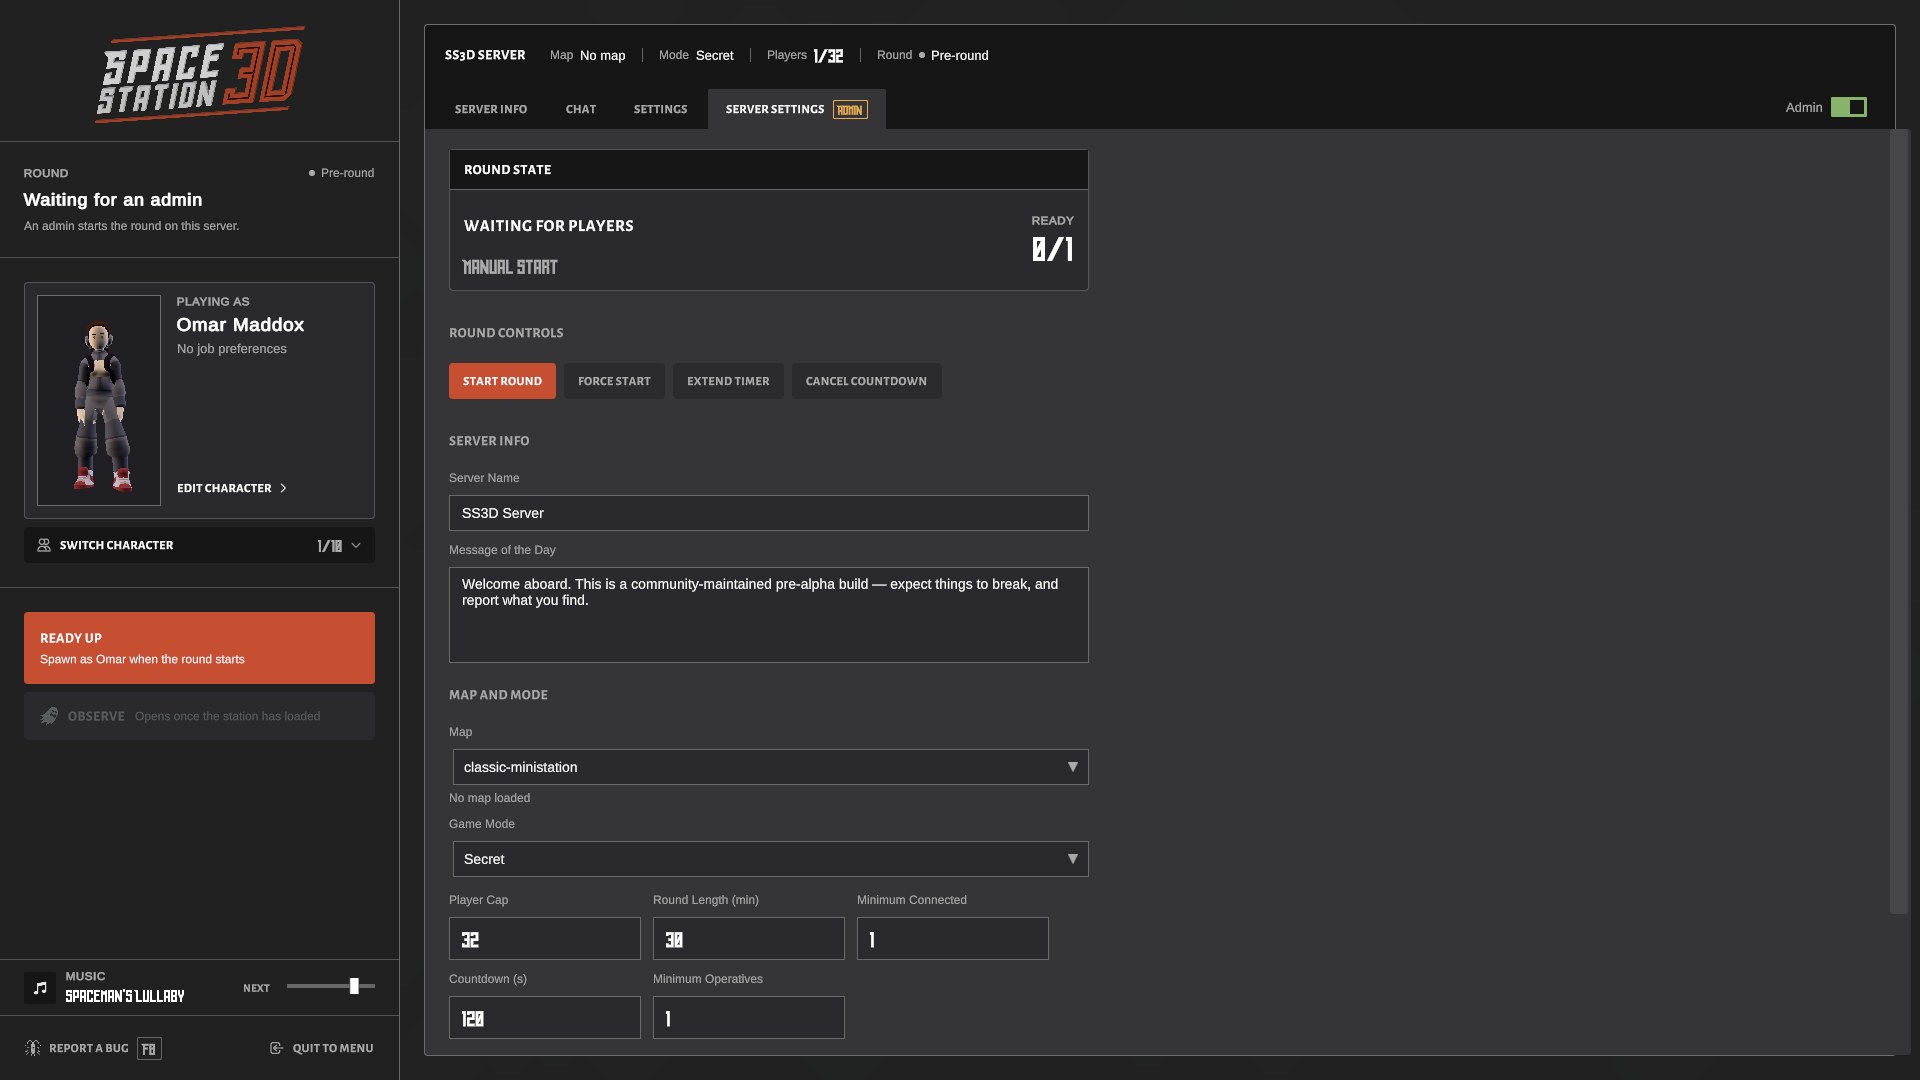 SPACE
STATION 3D
ROUND
Pre-round
Waiting for an admin
An admin starts the round on this server.
PLAYING AS
Omar Maddox
No job preferences
EDIT CHARACTER
SWITCH CHARACTER
1/10
READY UP
Spawn as Omar when the round starts
OBSERVE Opens once the station has loaded
MUSIC
SPACEMAN'S LULLABY
NEXT
REPORT A BUG F8
QUIT TO MENU
SS3D SERVER Map No map Mode Secret Players 1/32 Round Pre-round
SERVER INFO CHAT SETTINGS SERVER SETTINGS ADMIN
Admin
ROUND STATE
WAITING FOR PLAYERS
MANUAL START
READY
0/1
ROUND CONTROLS
START ROUND FORCE START EXTEND TIMER CANCEL COUNTDOWN
SERVER INFO
Server Name
SS3D Server
Message of the Day
Welcome aboard. This is a community-maintained pre-alpha build — expect things to break, and
report what you find.
MAP AND MODE
Map
classic-ministation
No map loaded
Game Mode
Secret
Player Cap Round Length (min) Minimum Connected
32 30 1
Countdown (s) Minimum Operatives
120 1